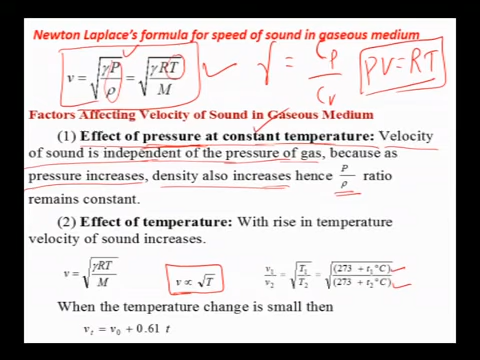 Newton Laplace's formula for speed of sound in gaseous medium
v = √(γP/ρ) = √(γRT/M) γ = Cp/Cv PV=RT
Factors Affecting Velocity of Sound in Gaseous Medium
(1) Effect of pressure at constant temperature: Velocity
of sound is independent of the pressure of gas, because as
pressure increases, density also increases hence P/ρ ratio
remains constant.
(2) Effect of temperature: With rise in temperature
velocity of sound increases.
v = √(γRT/M) v ∝ √T v₁/v₂ = √(T₁/T₂) = √((273 + t₁°C)/(273 + t₂°C))
When the temperature change is small then
vₜ = v₀ + 0.61 t